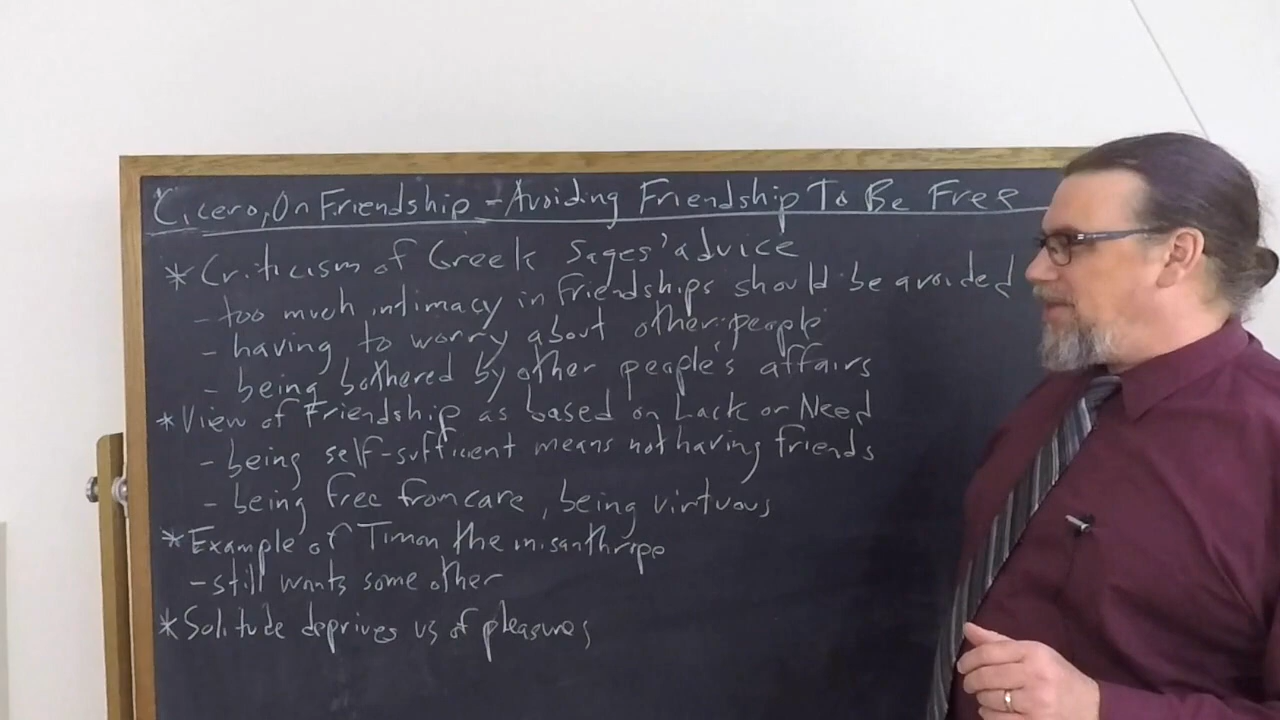 Cicero, On Friendship - Avoiding Friendship To Be Free
* Criticism of Greek Sages' advice
- too much intimacy in friendships should be avoided
- having to worry about other people
- being bothered by other people's affairs
* View of Friendship as based on Lack or Need
- being self-sufficient means not having friends
- being free from care, being virtuous
* Example of Timon the misanthrope
- still wants some other
* Solitude deprives us of pleasures